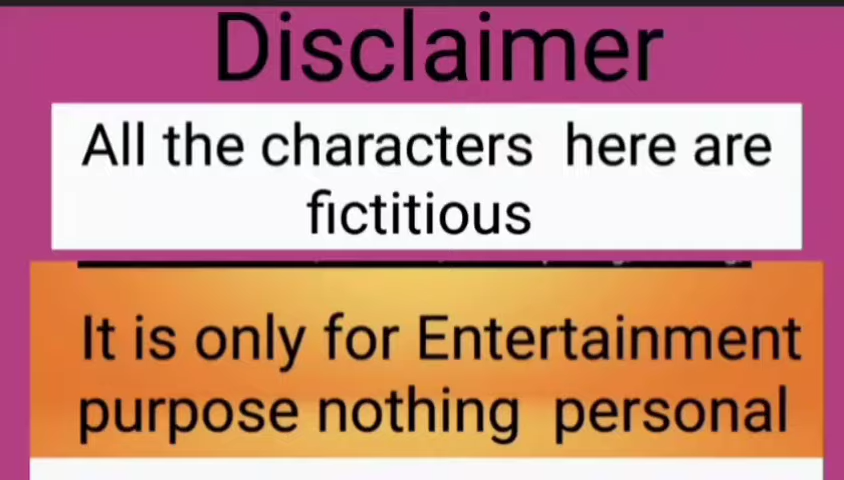 Disclaimer
All the characters here are
fictitious
It is only for Entertainment
purpose nothing personal